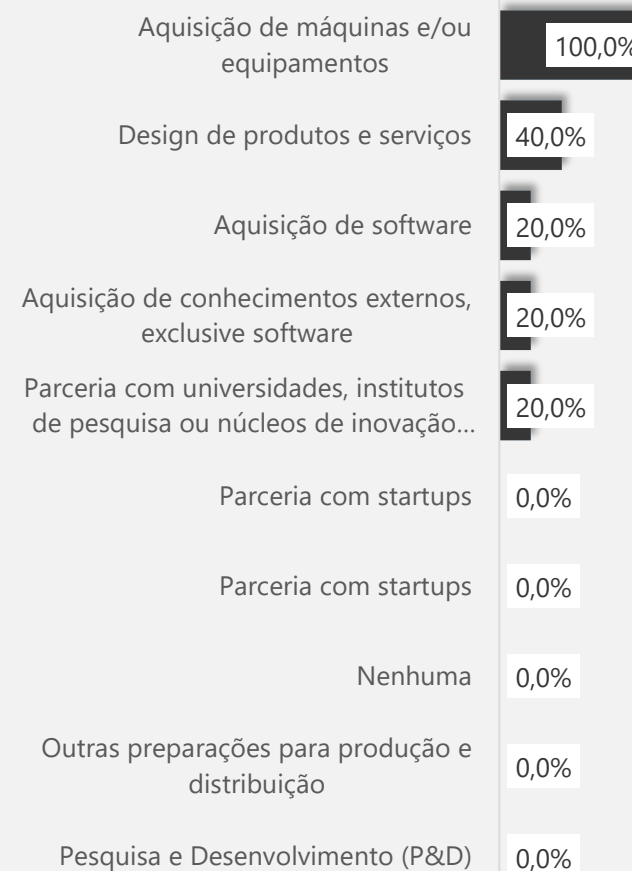 Aquisição de máquinas e/ou
equipamentos
100,0%
Design de produtos e serviços
40,0%
Aquisição de software
20,0%
Aquisição de conhecimentos externos,
exclusive software
20,0%
Parceria com universidades, institutos
de pesquisa ou núcleos de inovação...
20,0%
Parceria com startups
0,0%
Parceria com startups
0,0%
Nenhuma
0,0%
Outras preparações para produção e
distribuição
0,0%
Pesquisa e Desenvolvimento (P&D)
0,0%